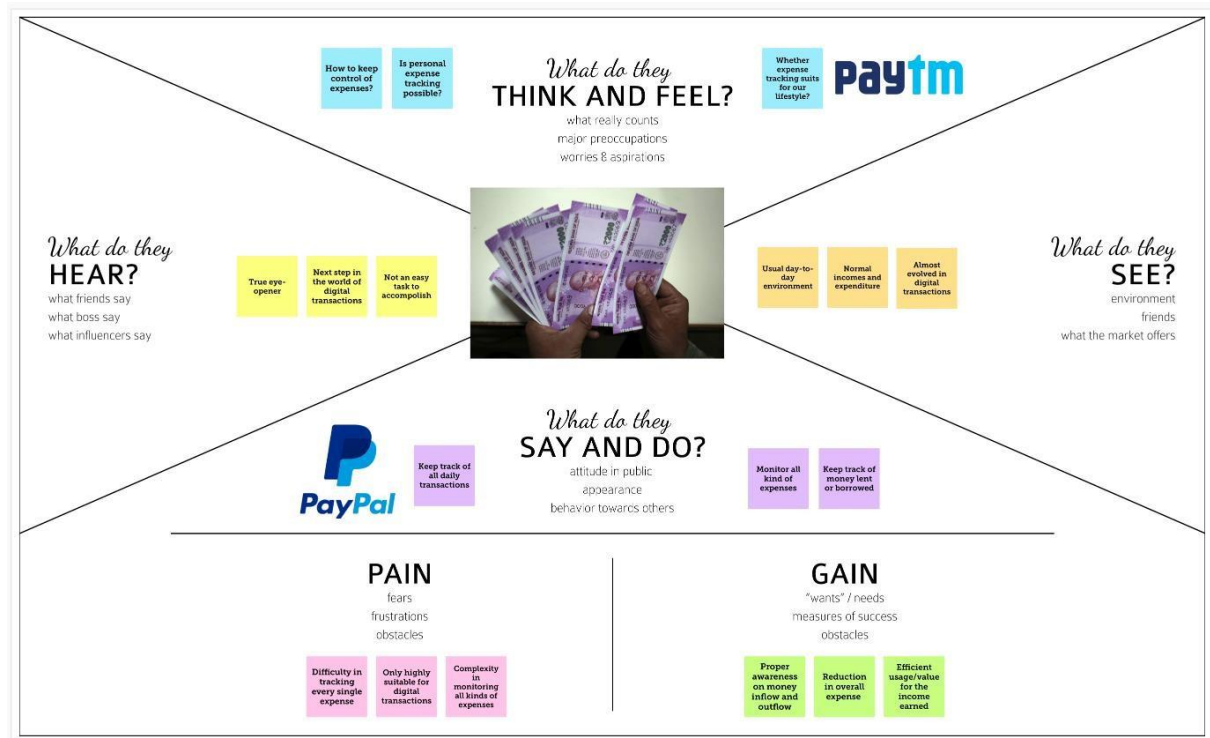 What do they
THINK AND FEEL?
what really counts
major preoccupations
worries & aspirations
How to keep
control of
expenses?
Is personal
expense
tracking
possible?
Whether
expense
tracking suits
for our
lifestyle?
paytm
What do they
HEAR?
what friends say
what boss say
what influencers say
True eye-
opener
Next step in
the world of
digital
transactions
Not an easy
task to
accomplish
₹2000
Usual day-to-
day
environment
Normal
incomes and
expenditure
Almost
evolved in
digital
transactions
What do they
SEE?
environment
friends
what the market offers
PayPal
Keep track of
all daily
transactions
What do they
SAY AND DO?
attitude in public
appearance
behavior towards others
Monitor all
kind of
expenses
Keep track of
money lent
or borrowed
PAIN
fears
frustrations
obstacles
Difficulty in
tracking
every single
expense
Only highly
suitable for
digital
transactions
Complexity
in
monitoring
all kinds of
expenses
GAIN
"wants" / needs
measures of success
obstacles
Proper
awareness
on money
inflow and
outflow
Reduction
in overall
expense
Efficient
usage/value
for the
income
earned